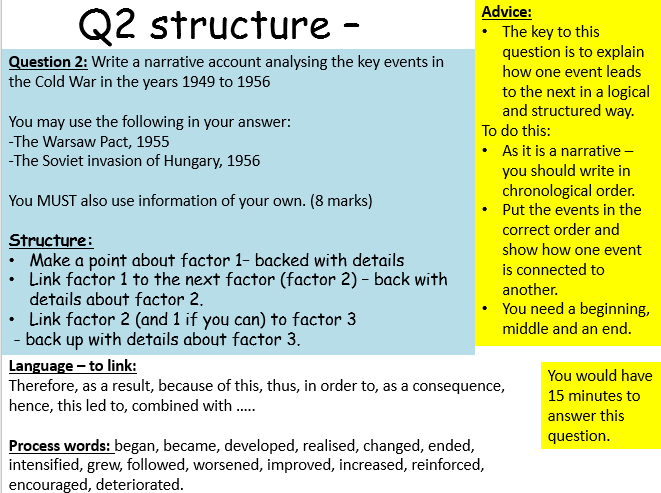 Q2 structure –
Question 2: Write a narrative account analysing the key events in
the Cold War in the years 1949 to 1956
You may use the following in your answer:
-The Warsaw Pact, 1955
-The Soviet invasion of Hungary, 1956
You MUST also use information of your own. (8 marks)
Structure:
• Make a point about factor 1– backed with details
• Link factor 1 to the next factor (factor 2) – back with
details about factor 2.
• Link factor 2 (and 1 if you can) to factor 3
- back up with details about factor 3.
Language – to link:
Therefore, as a result, because of this, thus, in order to, as a consequence,
hence, this led to, combined with …..
Process words: began, became, developed, realised, changed, ended,
intensified, grew, followed, worsened, improved, increased, reinforced,
encouraged, deteriorated.
Advice:
• The key to this
question is to explain
how one event leads
to the next in a logical
and structured way.
To do this:
• As it is a narrative –
you should write in
chronological order.
• Put the events in the
correct order and
show how one event
is connected to
another.
• You need a beginning,
middle and an end.
You would have
15 minutes to
answer this
question.